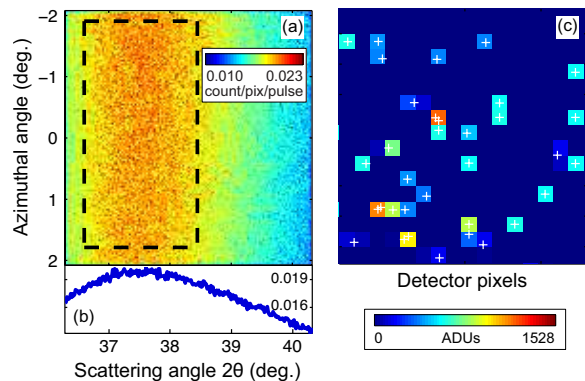 (a)
−2
−1
0
1
2
Azimuthal angle (deg.)
0.010 0.023
count/pix/pulse
(b)
0.019
0.016
37 38 39 40
Scattering angle 2θ (deg.)
(c)
Detector pixels
0 ADUs 1528